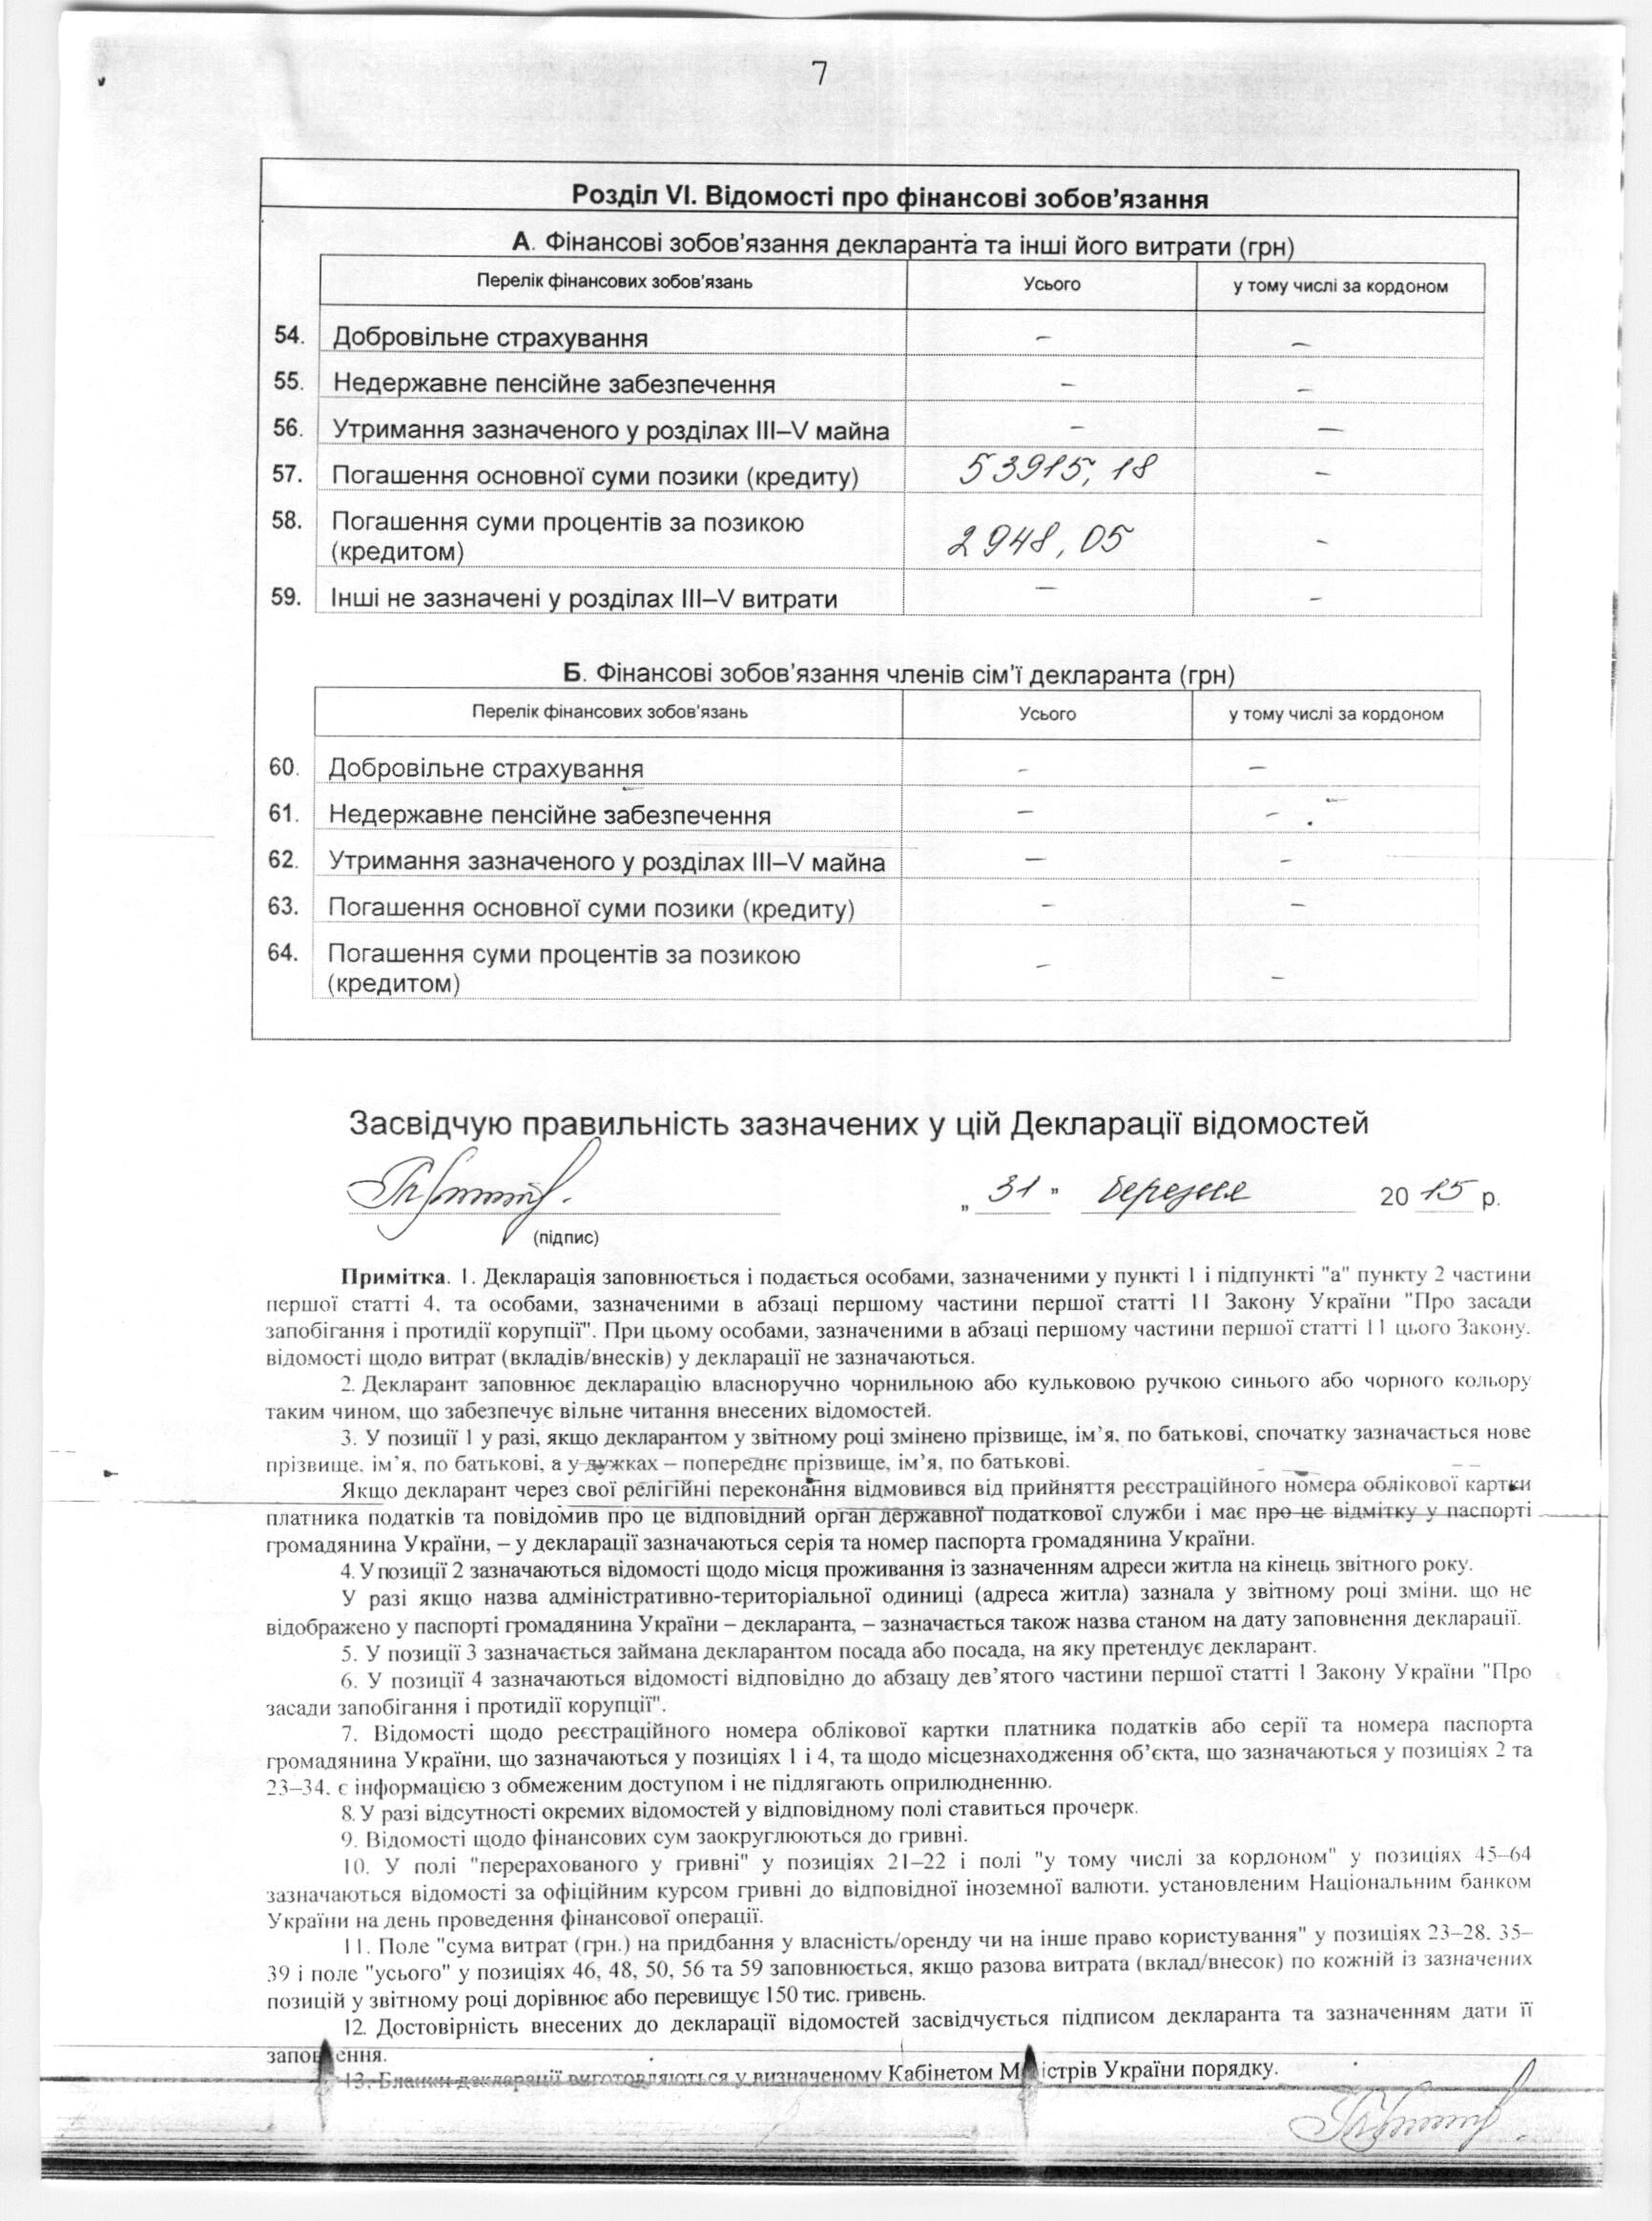 7
Розділ VI. Відомості про фінансові зобов'язання
А. Фінансові зобов'язання декларанта та інші його витрати (грн)
Перелік фінансових зобов'язань Усього у тому числі за кордоном
54. Добровільне страхування – –
55. Недержавне пенсійне забезпечення – –
56. Утримання зазначеного у розділах III–V майна – –
57. Погашення основної суми позики (кредиту) 53915,18 –
58. Погашення суми процентів за позикою
(кредитом) 2948,05 –
59. Інші не зазначені у розділах III–V витрати – –
Б. Фінансові зобов'язання членів сім'ї декларанта (грн)
Перелік фінансових зобов'язань Усього у тому числі за кордоном
60. Добровільне страхування – –
61. Недержавне пенсійне забезпечення – –
62. Утримання зазначеного у розділах III–V майна – –
63. Погашення основної суми позики (кредиту) – –
64. Погашення суми процентів за позикою
(кредитом) – –
Засвідчую правильність зазначених у цій Декларації відомостей
„ 31 " березня 2015 р.
(підпис)
Примітка. 1. Декларація заповнюється і подається особами, зазначеними у пункті 1 і підпункті "а" пункту 2 частини
першої статті 4, та особами, зазначеними в абзаці першому частини першої статті 11 Закону України "Про засади
запобігання і протидії корупції". При цьому особами, зазначеними в абзаці першому частини першої статті 11 цього Закону,
відомості щодо витрат (вкладів/внесків) у декларації не зазначаються.
2. Декларант заповнює декларацію власноручно чорнильною або кульковою ручкою синього або чорного кольору
таким чином, що забезпечує вільне читання внесених відомостей.
3. У позиції 1 у разі, якщо декларантом у звітному році змінено прізвище, ім'я, по батькові, спочатку зазначається нове
прізвище, ім'я, по батькові, а у дужках – попереднє прізвище, ім'я, по батькові.
Якщо декларант через свої релігійні переконання відмовився від прийняття реєстраційного номера облікової картки
платника податків та повідомив про це відповідний орган державної податкової служби і має про це відмітку у паспорті
громадянина України, – у декларації зазначаються серія та номер паспорта громадянина України.
4. У позиції 2 зазначаються відомості щодо місця проживання із зазначенням адреси житла на кінець звітного року.
У разі якщо назва адміністративно-територіальної одиниці (адреса житла) зазнала у звітному році зміни, що не
відображено у паспорті громадянина України – декларанта, – зазначається також назва станом на дату заповнення декларації.
5. У позиції 3 зазначається займана декларантом посада або посада, на яку претендує декларант.
6. У позиції 4 зазначаються відомості відповідно до абзацу дев'ятого частини першої статті 1 Закону України "Про
засади запобігання і протидії корупції".
7. Відомості щодо реєстраційного номера облікової картки платника податків або серії та номера паспорта
громадянина України, що зазначаються у позиціях 1 і 4, та щодо місцезнаходження об'єкта, що зазначаються у позиціях 2 та
23–34, є інформацією з обмеженим доступом і не підлягають оприлюдненню.
8. У разі відсутності окремих відомостей у відповідному полі ставиться прочерк.
9. Відомості щодо фінансових сум заокруглюються до гривні.
10. У полі "перерахованого у гривні" у позиціях 21–22 і полі "у тому числі за кордоном" у позиціях 45–64
зазначаються відомості за офіційним курсом гривні до відповідної іноземної валюти, установленим Національним банком
України на день проведення фінансової операції.
11. Поле "сума витрат (грн.) на придбання у власність/оренду чи на інше право користування" у позиціях 23–28, 35–
39 і поле "усього" у позиціях 46, 48, 50, 56 та 59 заповнюється, якщо разова витрата (вклад/внесок) по кожній із зазначених
позицій у звітному році дорівнює або перевищує 150 тис. гривень.
12. Достовірність внесених до декларації відомостей засвідчується підписом декларанта та зазначенням дати її
заповнення.
13. Бланки декларації виготовляються у визначеному Кабінетом Міністрів України порядку.